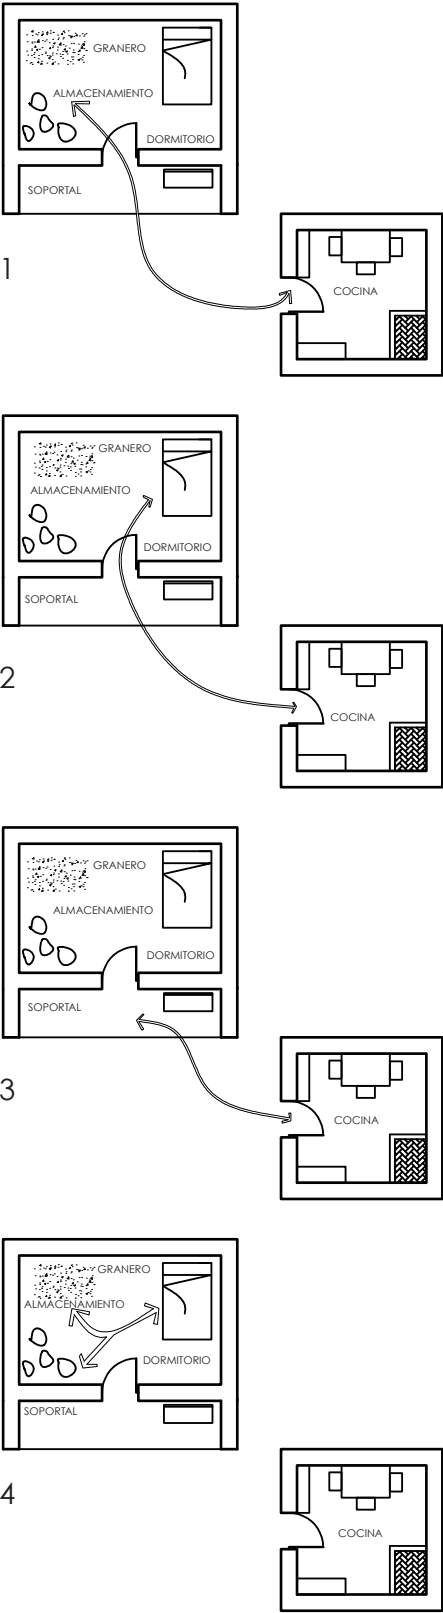 GRANERO
ALMACENAMIENTO
DORMITORIO
SOPORTAL
1
COCINA
GRANERO
ALMACENAMIENTO
DORMITORIO
SOPORTAL
2
COCINA
GRANERO
ALMACENAMIENTO
DORMITORIO
SOPORTAL
3
COCINA
GRANERO
ALMACENAMIENTO
DORMITORIO
SOPORTAL
4
COCINA